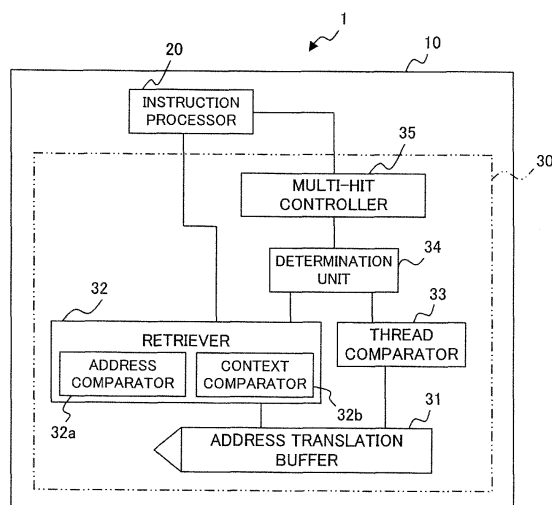 1
20
10
INSTRUCTION
PROCESSOR
35
30
MULTI-HIT
CONTROLLER
34
DETERMINATION
UNIT
32
33
RETRIEVER
THREAD
COMPARATOR
ADDRESS
COMPARATOR
CONTEXT
COMPARATOR
32a
32b
31
ADDRESS TRANSLATION
BUFFER